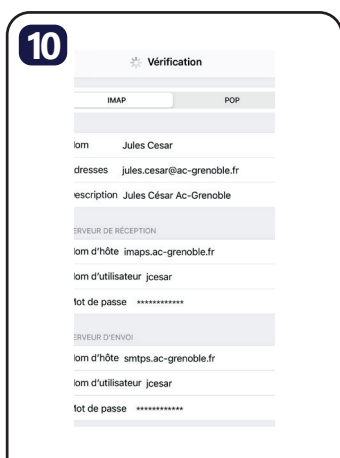 10
Vérification
IMAP POP
om Jules Cesar
dresses jules.cesar@ac-grenoble.fr
escription Jules César Ac-Grenoble
ERVEUR DE RÉCEPTION
lom d'hôte imaps.ac-grenoble.fr
lom d'utilisateur jcesar
lot de passe ************
ERVEUR D'ENVOI
lom d'hôte smtps.ac-grenoble.fr
lom d'utilisateur jcesar
lot de passe ************